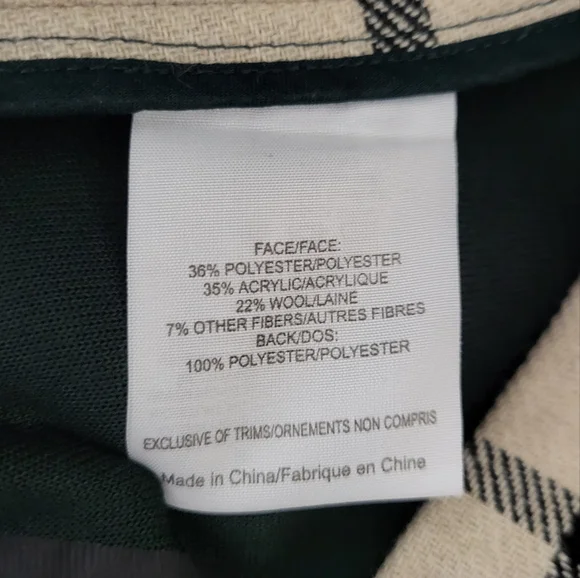 FACE/FACE:
36% POLYESTER/POLYESTER
35% ACRYLIC/ACRYLIQUE
22% WOOL/LAINE
7% OTHER FIBERS/AUTRES FIBRES
BACK/DOS:
100% POLYESTER/POLYESTER
EXCLUSIVE OF TRIMS/ORNEMENTS NON COMPRIS
Made in China/Fabrique en Chine